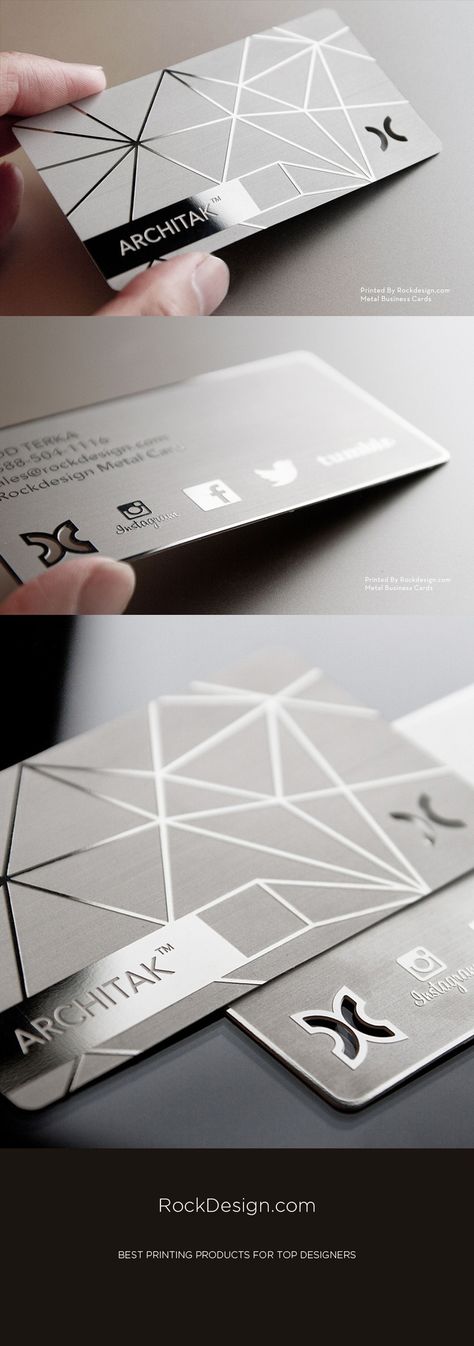 ARCHITAK™
Printed By Rockdesign.com
Metal Business Cards
OD TERKA
888-504-1116
ales@rockdesign.com
Rockdesign Metal Card
Instagram
f
tumblr
Printed By Rockdesign.com
Metal Business Cards
ARCHITAK™
Instagram
RockDesign.com
BEST PRINTING PRODUCTS FOR TOP DESIGNERS